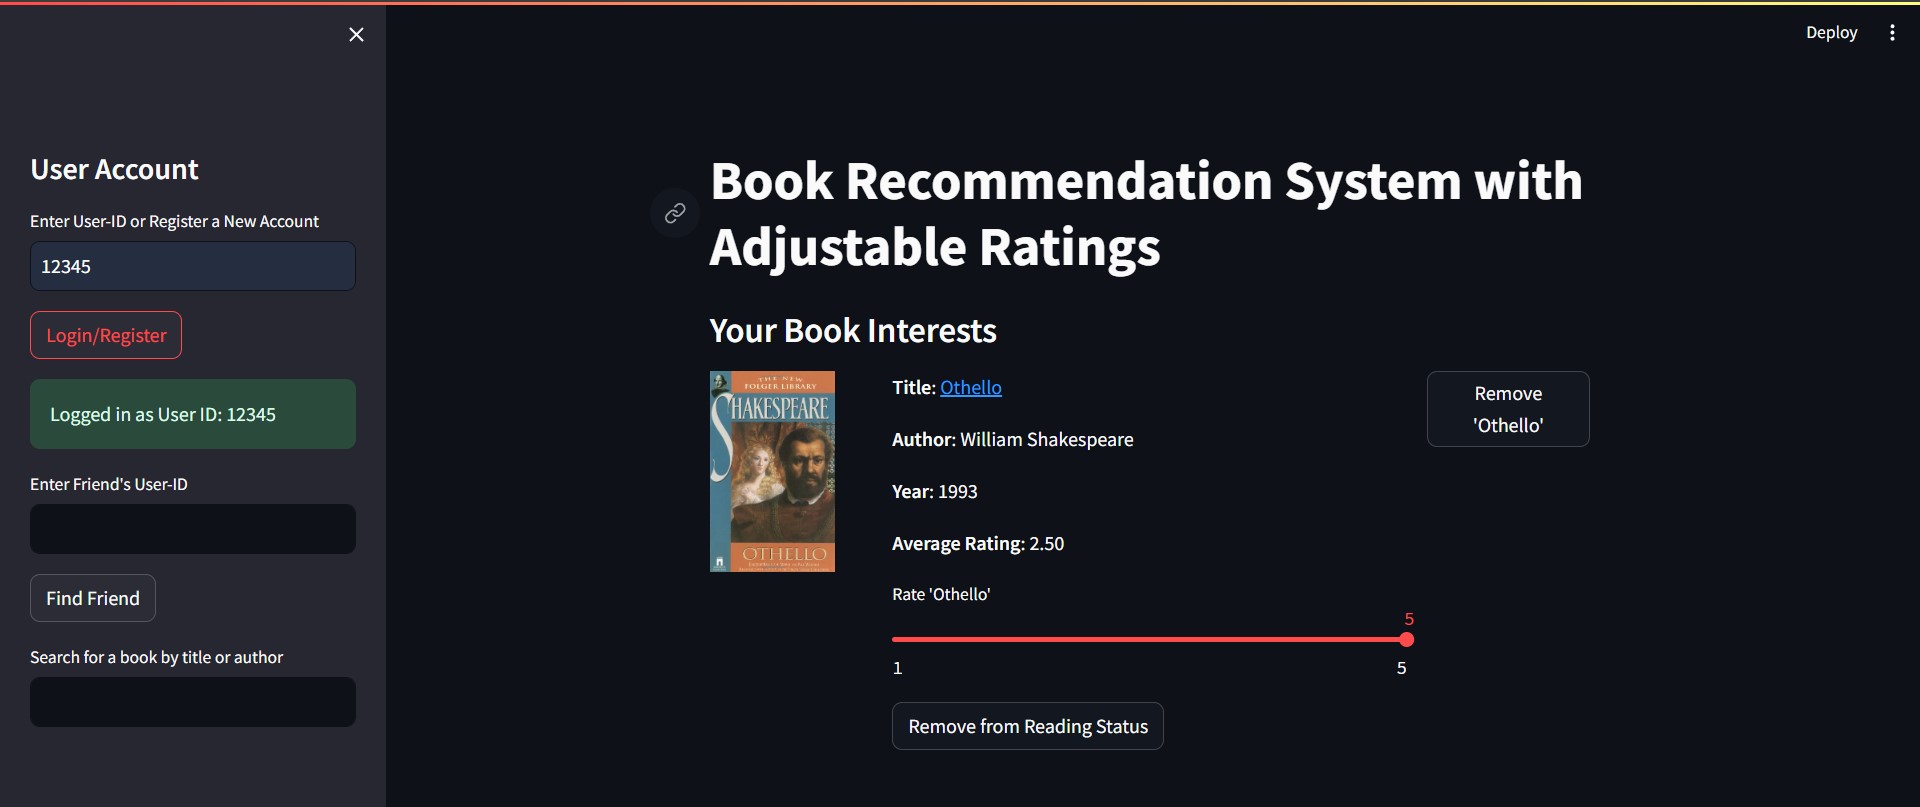 Deploy
User Account
Enter User-ID or Register a New Account
12345
Login/Register
Logged in as User ID: 12345
Enter Friend's User-ID
Find Friend
Search for a book by title or author
Book Recommendation System with
Adjustable Ratings
Your Book Interests
THE NEW
FOLGER LIBRARY
SHAKESPEARE
OTHELLO
Title: Othello
Author: William Shakespeare
Year: 1993
Average Rating: 2.50
Rate 'Othello'
5
1 5
Remove from Reading Status
Remove
'Othello'